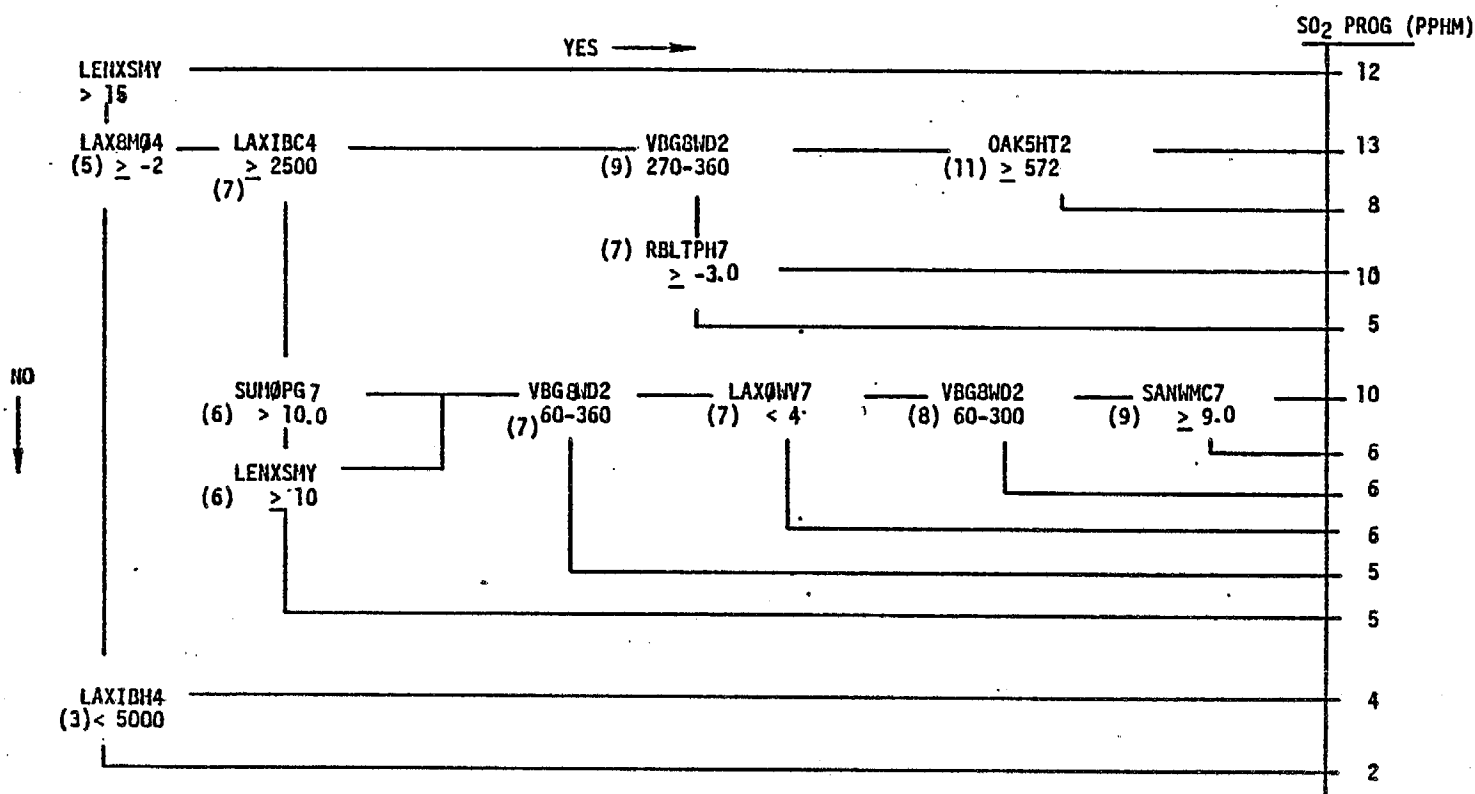 SO2 PROG (PPHM)
YES
LENXSMY 12
> 15
LAX8MØ4 LAXIBC4 VBG8WD2 OAK5HT2 13
(5) ≥ -2 (7) ≥ 2500 (9) 270-360 (11) ≥ 572
8
(7) RBLTPH7
≥ -3.0 10
5
NO
SUMØPG7 VBG8WD2 LAXØWV7 VBG8WD2 SANWMC7 10
(6) > 10.0 (7) 60-360 (7) < 4 (8) 60-300 (9) ≥ 9.0
6
LENXSMY
(6) ≥ 10 6
6
5
5
LAXIBH4 4
(3) < 5000
2